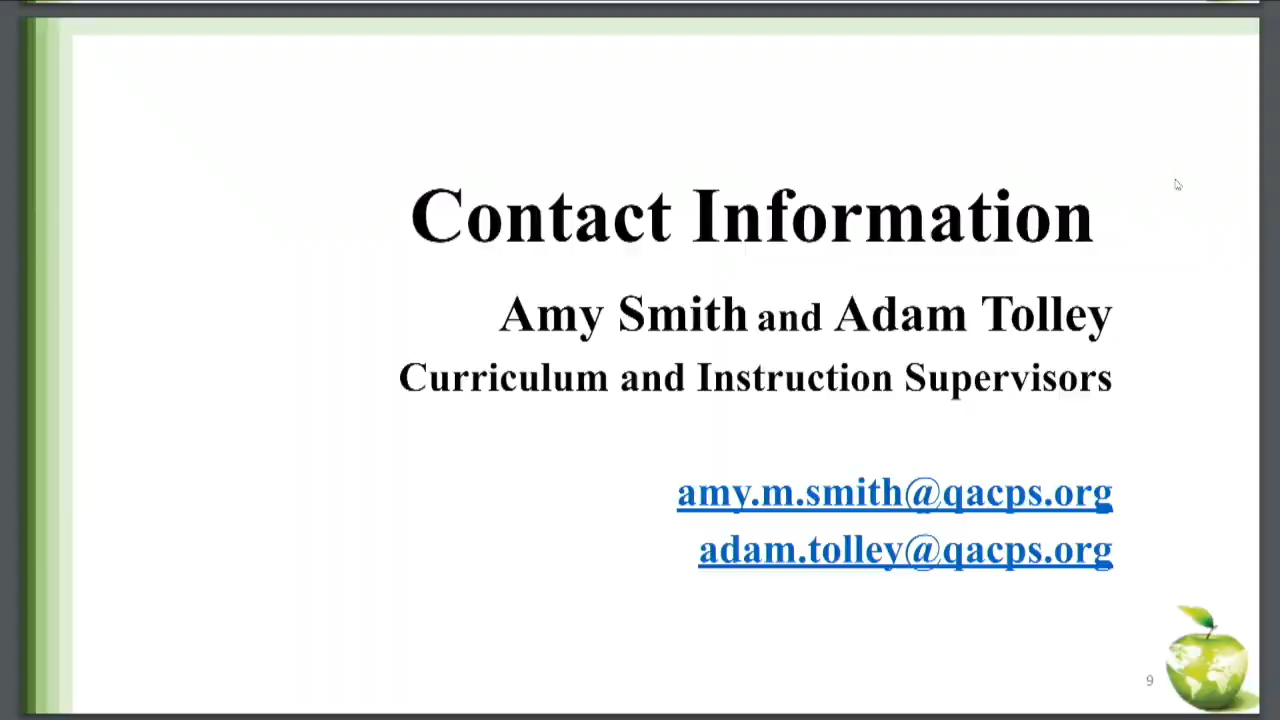 Contact Information
Amy Smith and Adam Tolley
Curriculum and Instruction Supervisors
amy.m.smith@qacps.org
adam.tolley@qacps.org
9